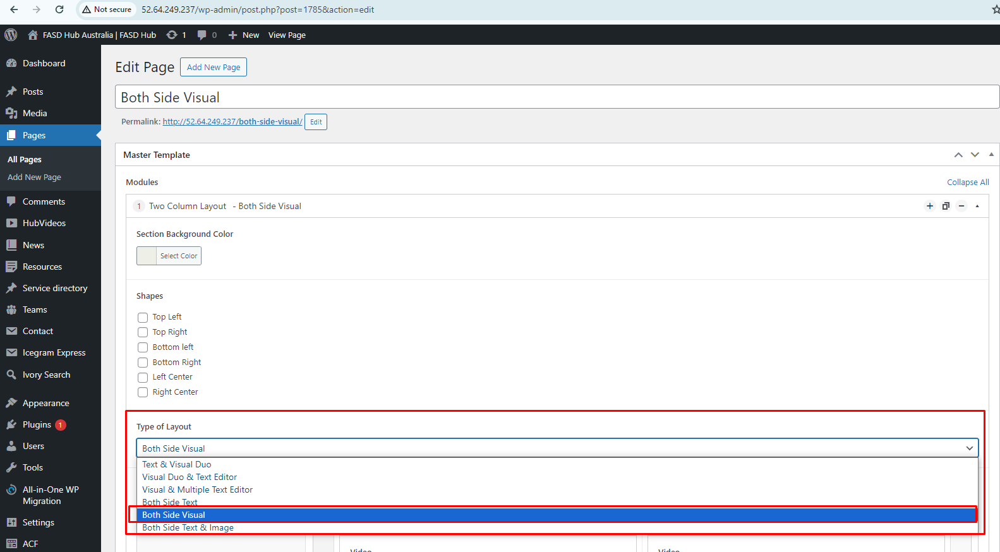 Not secure 52.64.249.237/wp-admin/post.php?post=1785&action=edit
FASD Hub Australia | FASD Hub 1 0 New View Page
Dashboard
Posts
Media
Pages
All Pages
Add New Page
Comments
HubVideos
News
Resources
Service directory
Teams
Contact
Icegram Express
Ivory Search
Appearance
Plugins 1
Users
Tools
All-in-One WP
Migration
Settings
ACF
Edit Page Add New Page
Both Side Visual
Permalink: http://52.64.249.237/both-side-visual/ Edit
Master Template
Modules Collapse All
1 Two Column Layout - Both Side Visual
Section Background Color
Select Color
Shapes
Top Left
Top Right
Bottom left
Bottom Right
Left Center
Right Center
Type of Layout
Both Side Visual
Text & Visual Duo
Visual Duo & Text Editor
Visual & Multiple Text Editor
Both Side Text
Both Side Visual
Both Side Text & Image
Video Video